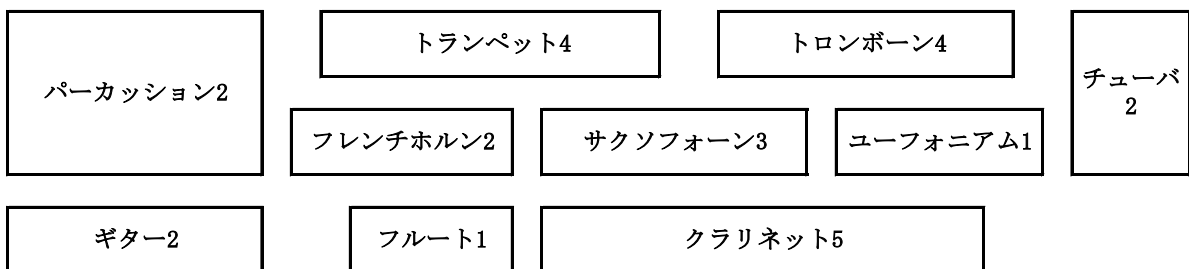 トランペット4
トロンボーン4
パーカッション2
チューバ
2
フレンチホルン2
サクソフォーン3
ユーフォニアム1
ギター2
フルート1
クラリネット5